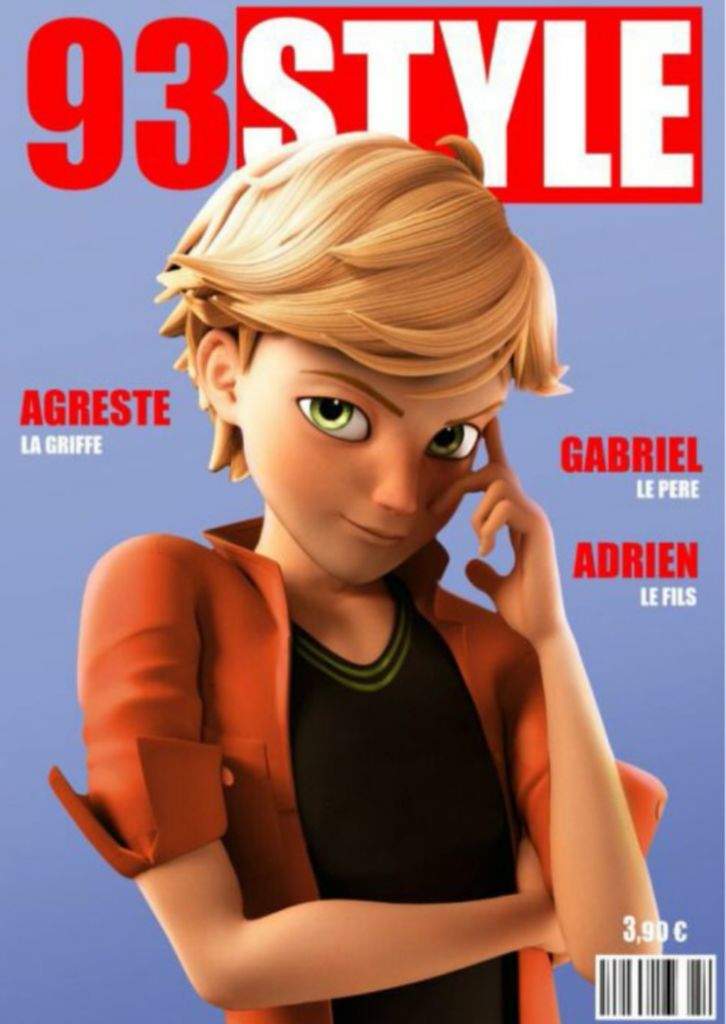 93STYLE
AGRESTE
LA GRIFFE
GABRIEL
LE PERE
ADRIEN
LE FILS
3,90 €